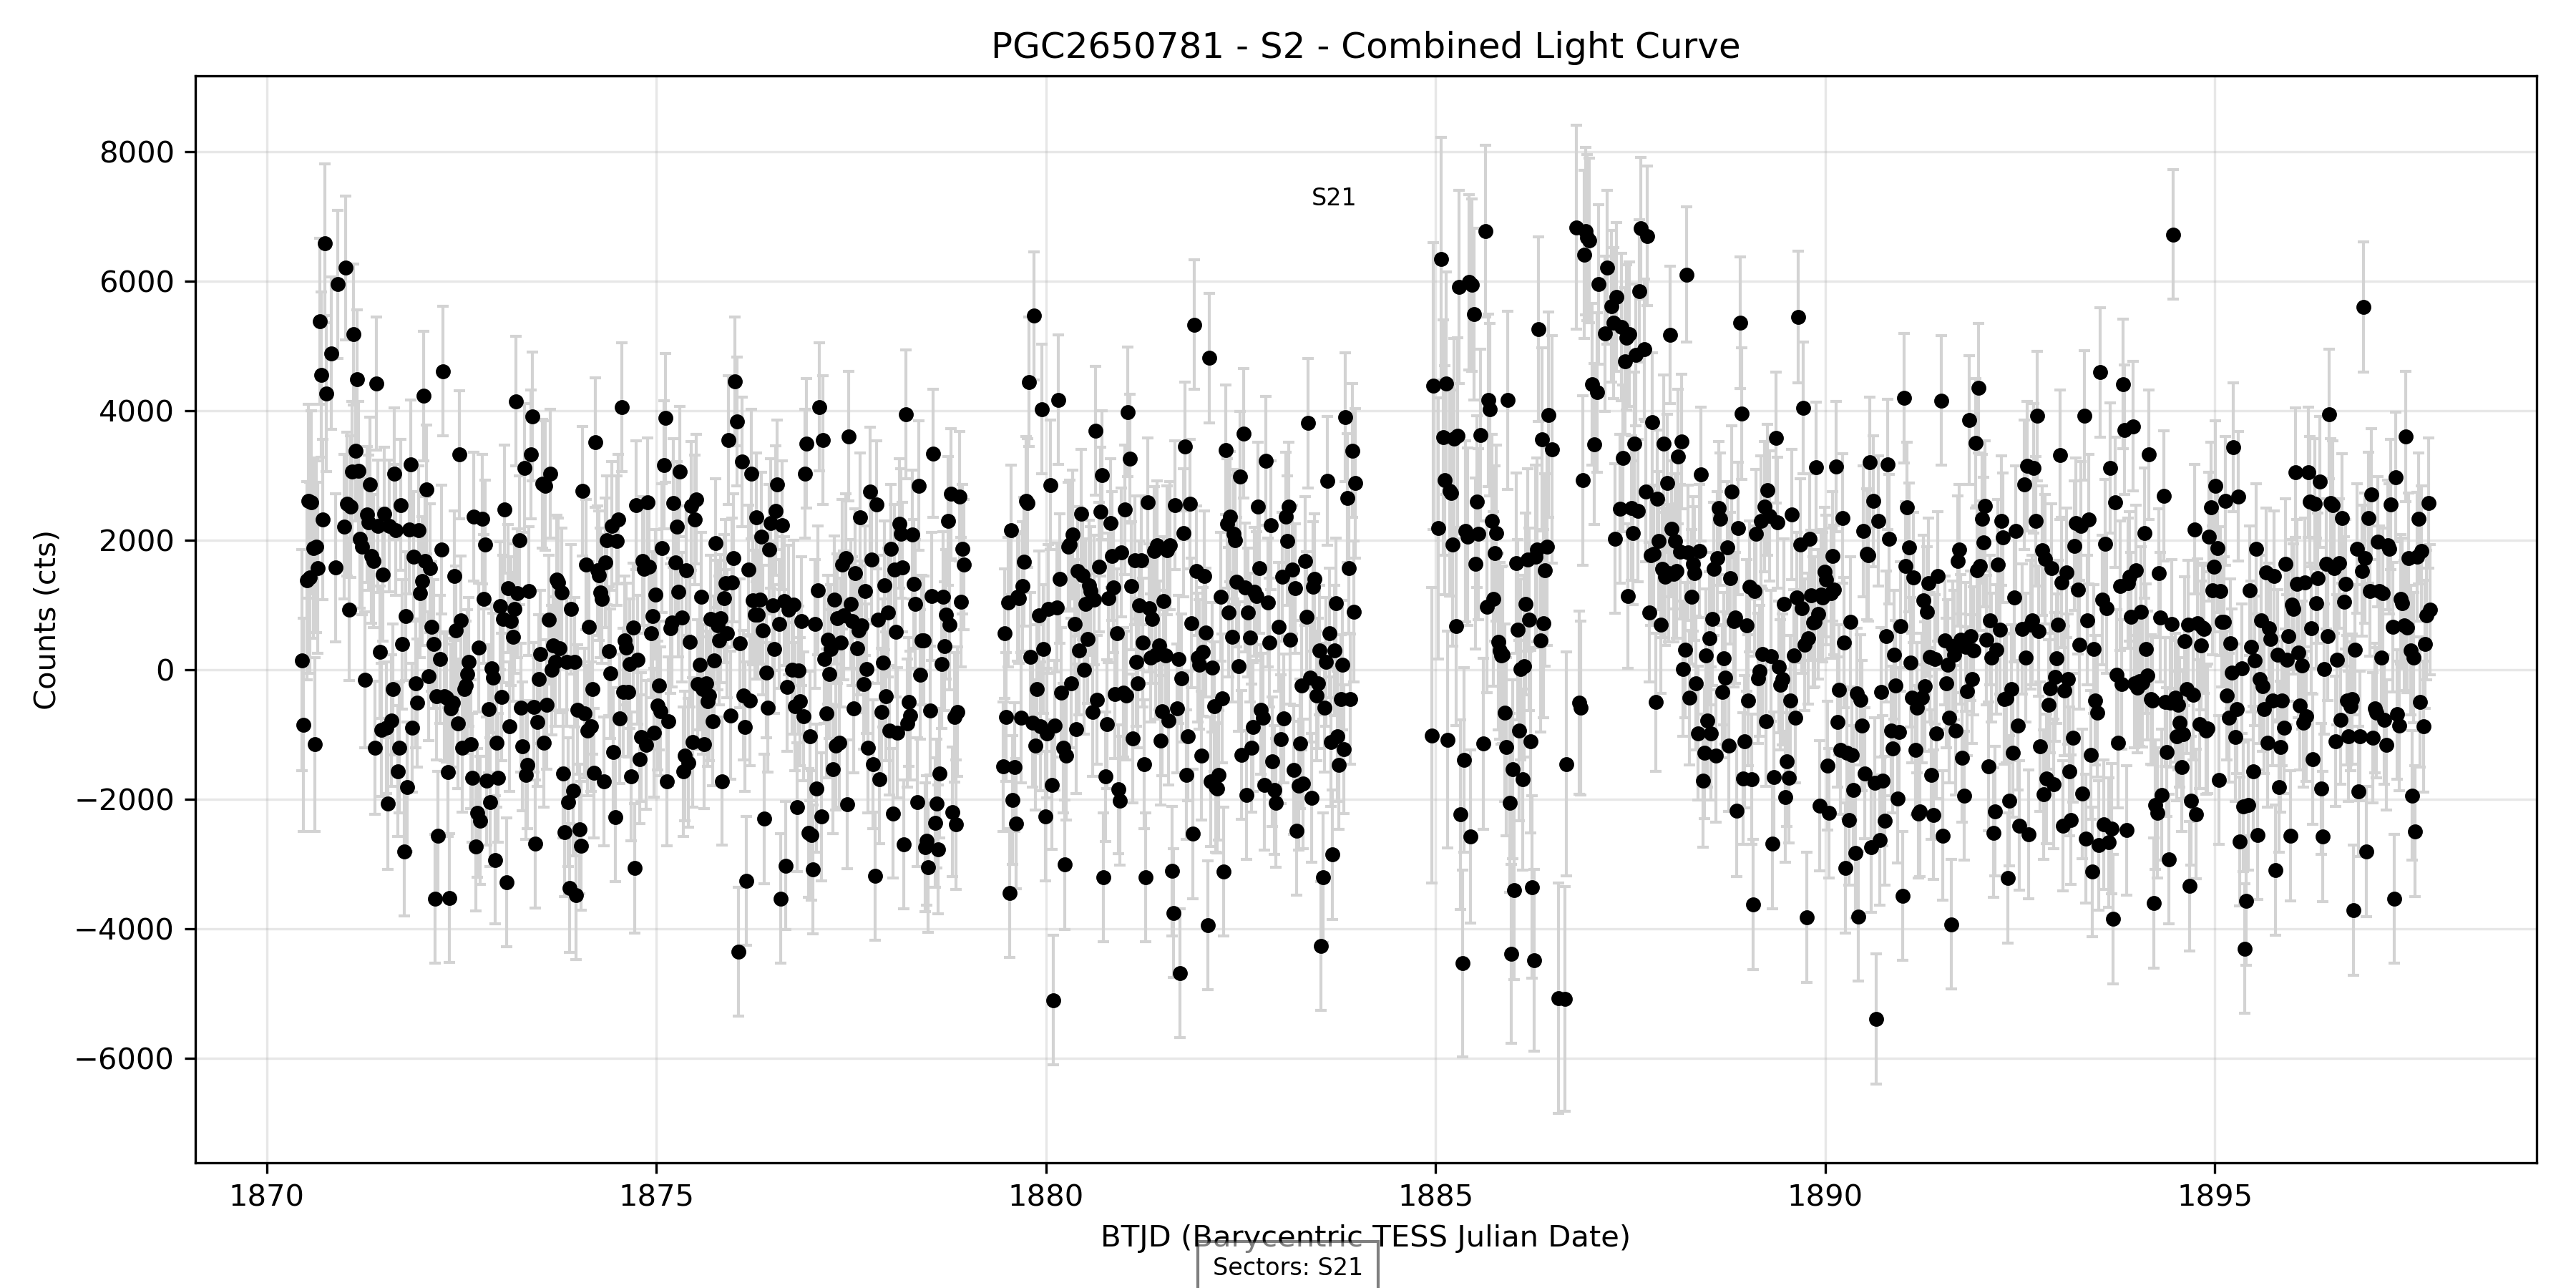 PGC2650781 - S2 - Combined Light Curve
8000
6000
4000
2000
0
−2000
−4000
−6000
Counts (cts)
S21
1870
1875
1880
1885
1890
1895
BTJD (Barycentric TESS Julian Date)
Sectors: S21